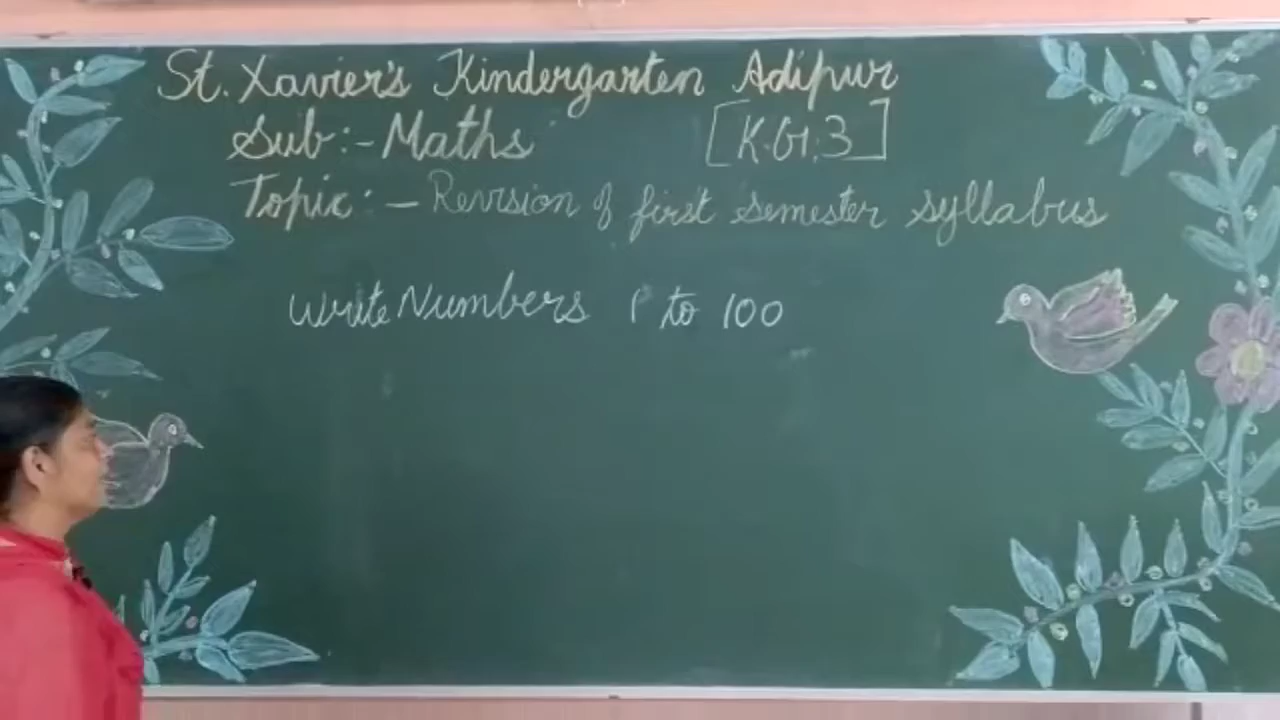 St. Xavier's Kindergarten Adipur
Sub:- Maths [K.G.3]
Topic:- Revision of first semester syllabus
Write Numbers 1 to 100